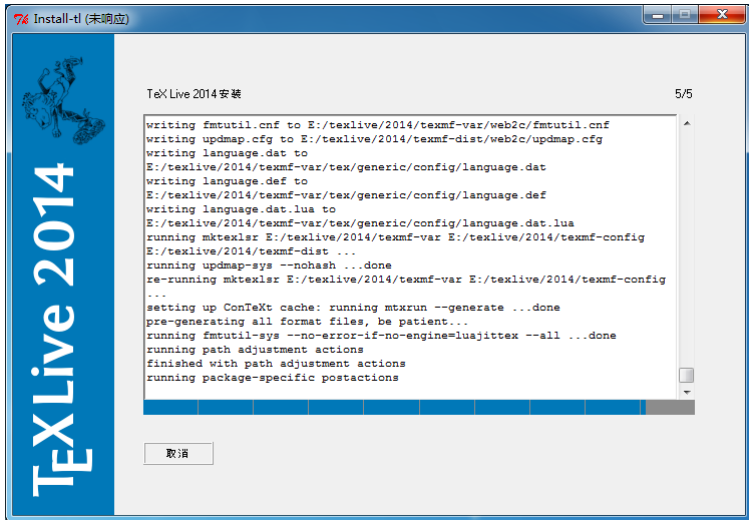 Install-tl (未响应)
TeX Live 2014安装
5/5
writing fmtutil.cnf to E:/texlive/2014/texmf-var/web2c/fmtutil.cnf
writing updmap.cfg to E:/texlive/2014/texmf-dist/web2c/updmap.cfg
writing language.dat to
E:/texlive/2014/texmf-var/tex/generic/config/language.dat
writing language.def to
E:/texlive/2014/texmf-var/tex/generic/config/language.def
writing language.dat.lua to
E:/texlive/2014/texmf-var/tex/generic/config/language.dat.lua
running mktexlsr E:/texlive/2014/texmf-var E:/texlive/2014/texmf-config
E:/texlive/2014/texmf-dist ...
running updmap-sys --nohash ...done
re-running mktexlsr E:/texlive/2014/texmf-var E:/texlive/2014/texmf-config
...
setting up ConTeXt cache: running mtxrun --generate ...done
pre-generating all format files, be patient...
running fmtutil-sys --no-error-if-no-engine=luajittex --all ...done
running path adjustment actions
finished with path adjustment actions
running package-specific postactions
取消
TEX Live 2014